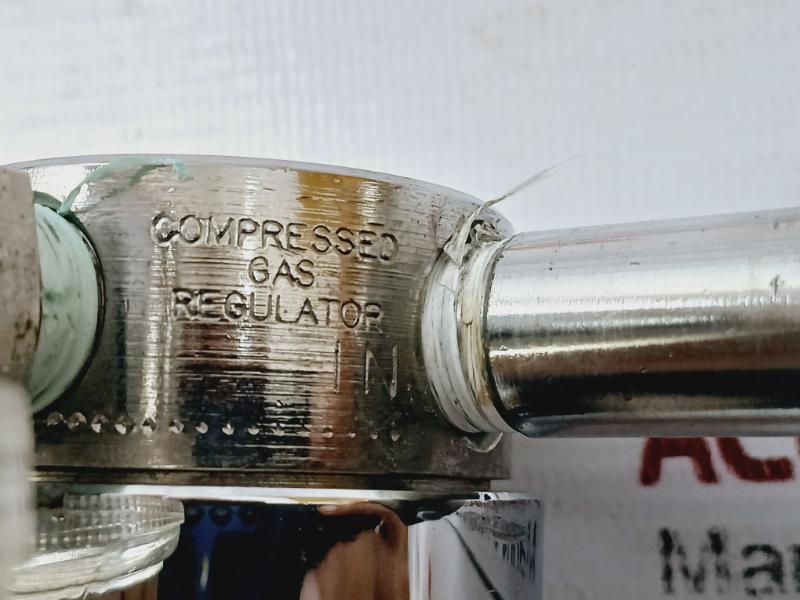 COMPRESSED
GAS
REGULATOR
IN